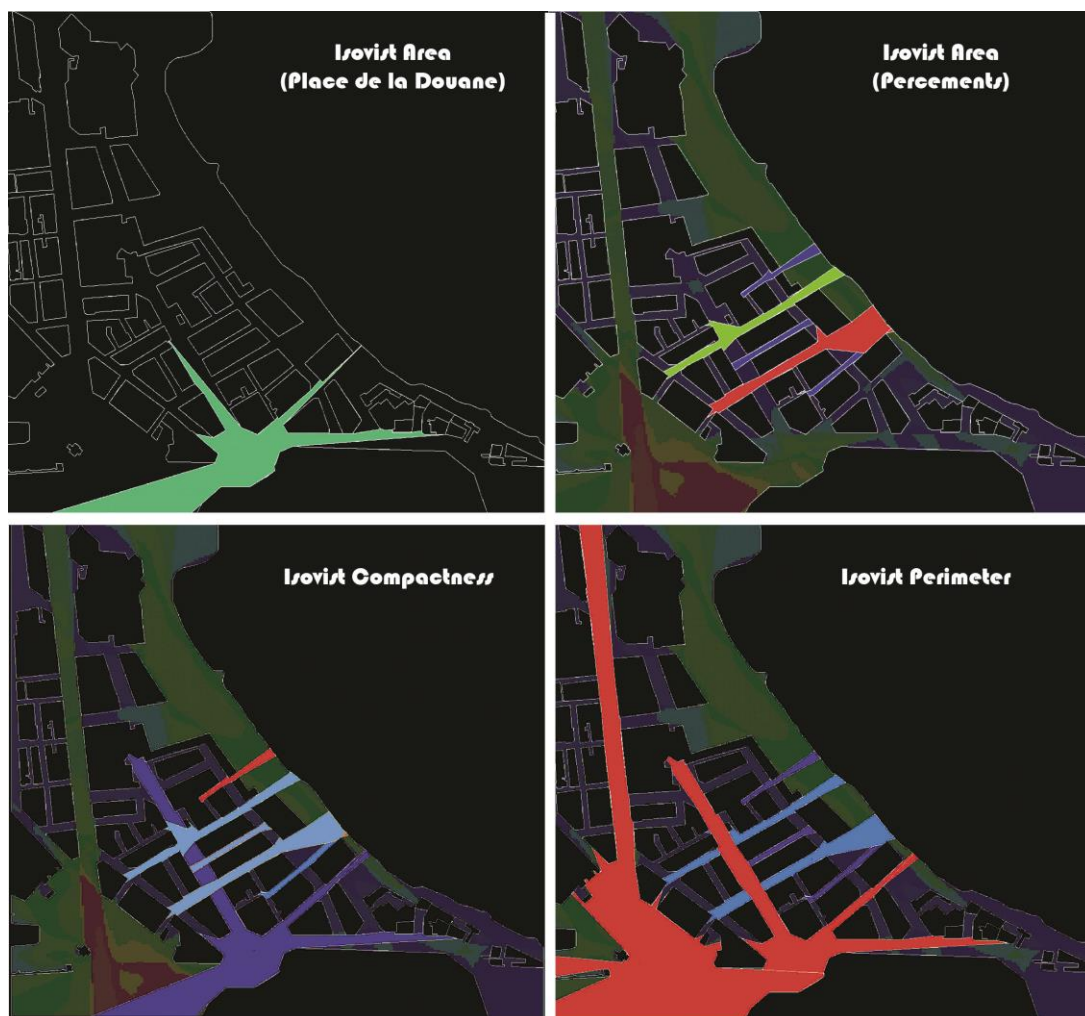 Isovist Area
(Place de la Douane)
Isovist Area
(Percements)
Isovist Compactness
Isovist Perimeter